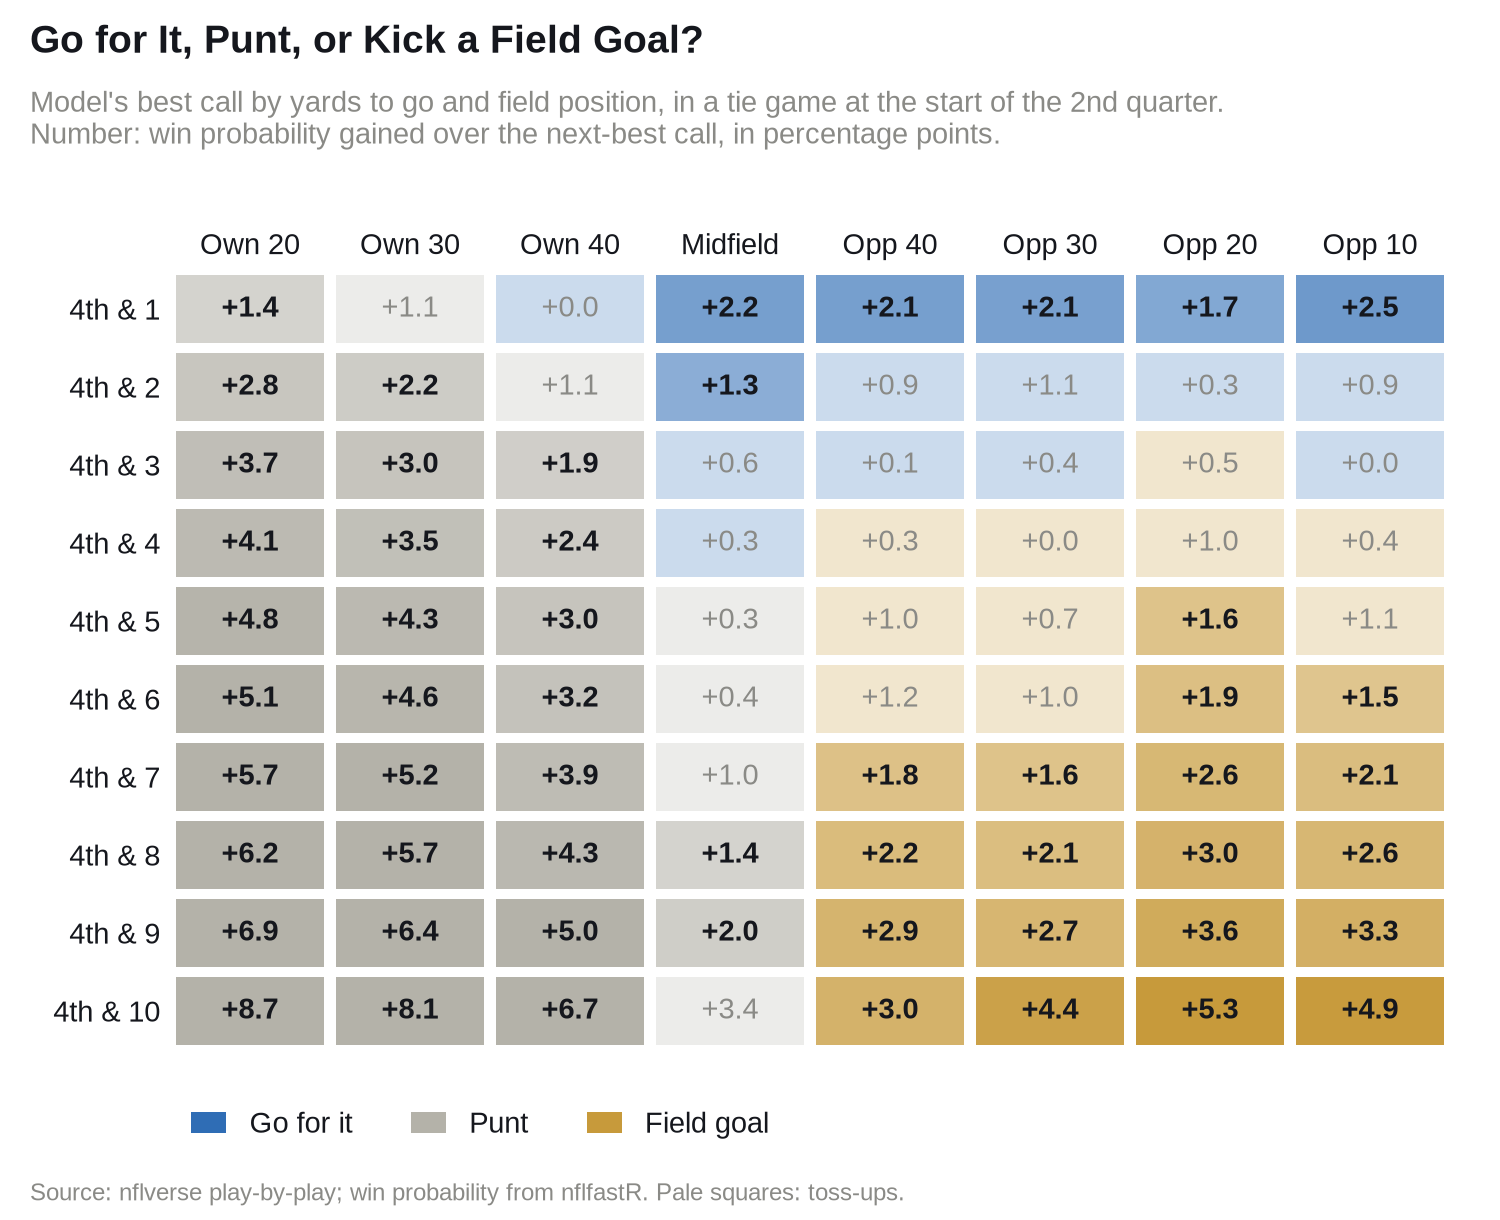 Go for It, Punt, or Kick a Field Goal?
Model's best call by yards to go and field position, in a tie game at the start of the 2nd quarter.
Number: win probability gained over the next-best call, in percentage points.
Own 20 Own 30 Own 40 Midfield Opp 40 Opp 30 Opp 20 Opp 10
4th & 1 +1.4 +1.1 +0.0 +2.2 +2.1 +2.1 +1.7 +2.5
4th & 2 +2.8 +2.2 +1.1 +1.3 +0.9 +1.1 +0.3 +0.9
4th & 3 +3.7 +3.0 +1.9 +0.6 +0.1 +0.4 +0.5 +0.0
4th & 4 +4.1 +3.5 +2.4 +0.3 +0.3 +0.0 +1.0 +0.4
4th & 5 +4.8 +4.3 +3.0 +0.3 +1.0 +0.7 +1.6 +1.1
4th & 6 +5.1 +4.6 +3.2 +0.4 +1.2 +1.0 +1.9 +1.5
4th & 7 +5.7 +5.2 +3.9 +1.0 +1.8 +1.6 +2.6 +2.1
4th & 8 +6.2 +5.7 +4.3 +1.4 +2.2 +2.1 +3.0 +2.6
4th & 9 +6.9 +6.4 +5.0 +2.0 +2.9 +2.7 +3.6 +3.3
4th & 10 +8.7 +8.1 +6.7 +3.4 +3.0 +4.4 +5.3 +4.9
Go for it Punt Field goal
Source: nflverse play-by-play; win probability from nflfastR. Pale squares: toss-ups.